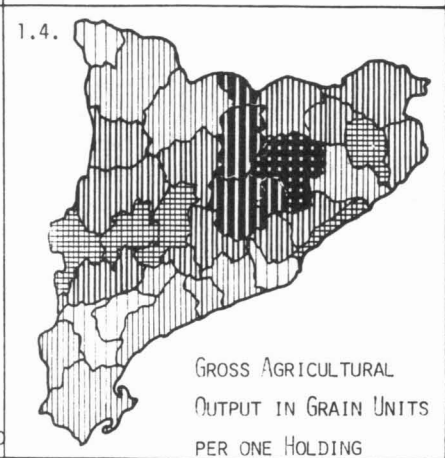 1.4.
GROSS AGRICULTURAL
OUTPUT IN GRAIN UNITS
PER ONE HOLDING